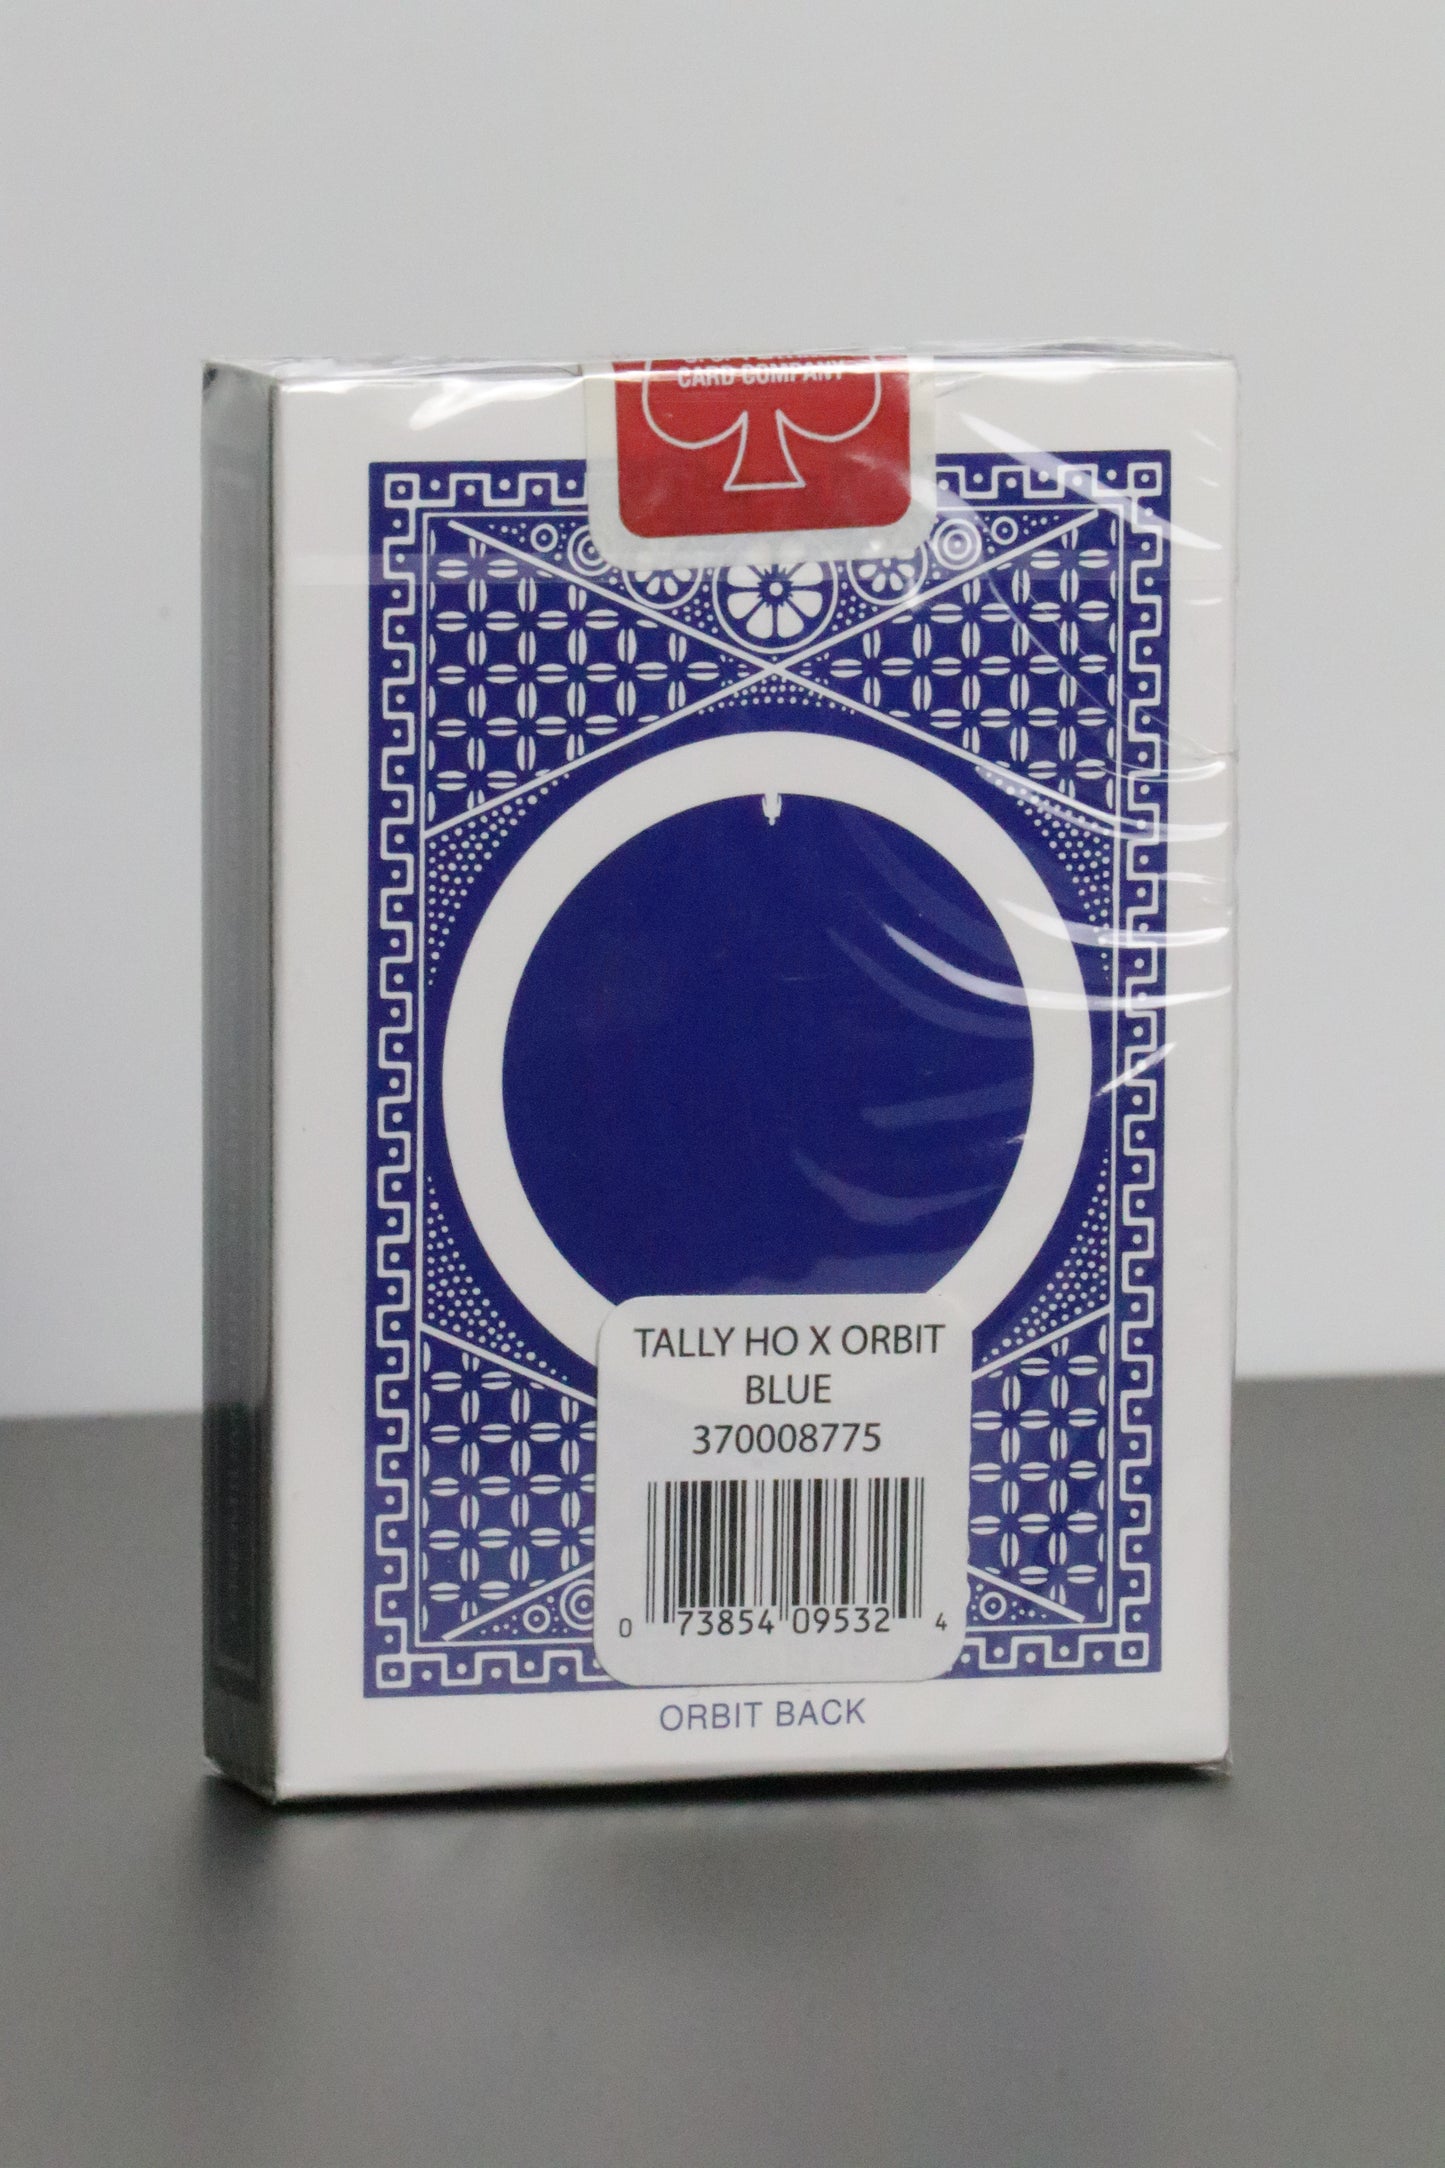 CARD COMPANY
TALLY HO X ORBIT
BLUE
370008775
0 73854 09532 4
ORBIT BACK